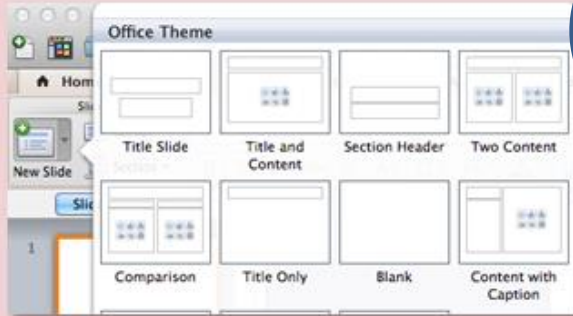 Office Theme
Hom
Title Slide
Title and
Content
Section Header
Two Content
New Slide
1
Comparison
Title Only
Blank
Content with
Caption